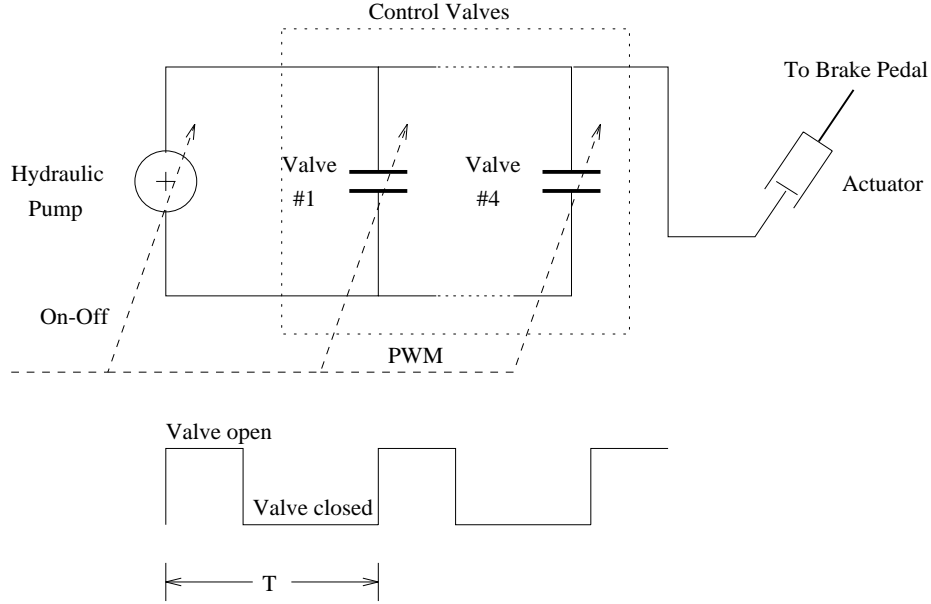 Control Valves
To Brake Pedal
Hydraulic
Pump
Valve
#1
Valve
#4
Actuator
On-Off
PWM
Valve open
Valve closed
T